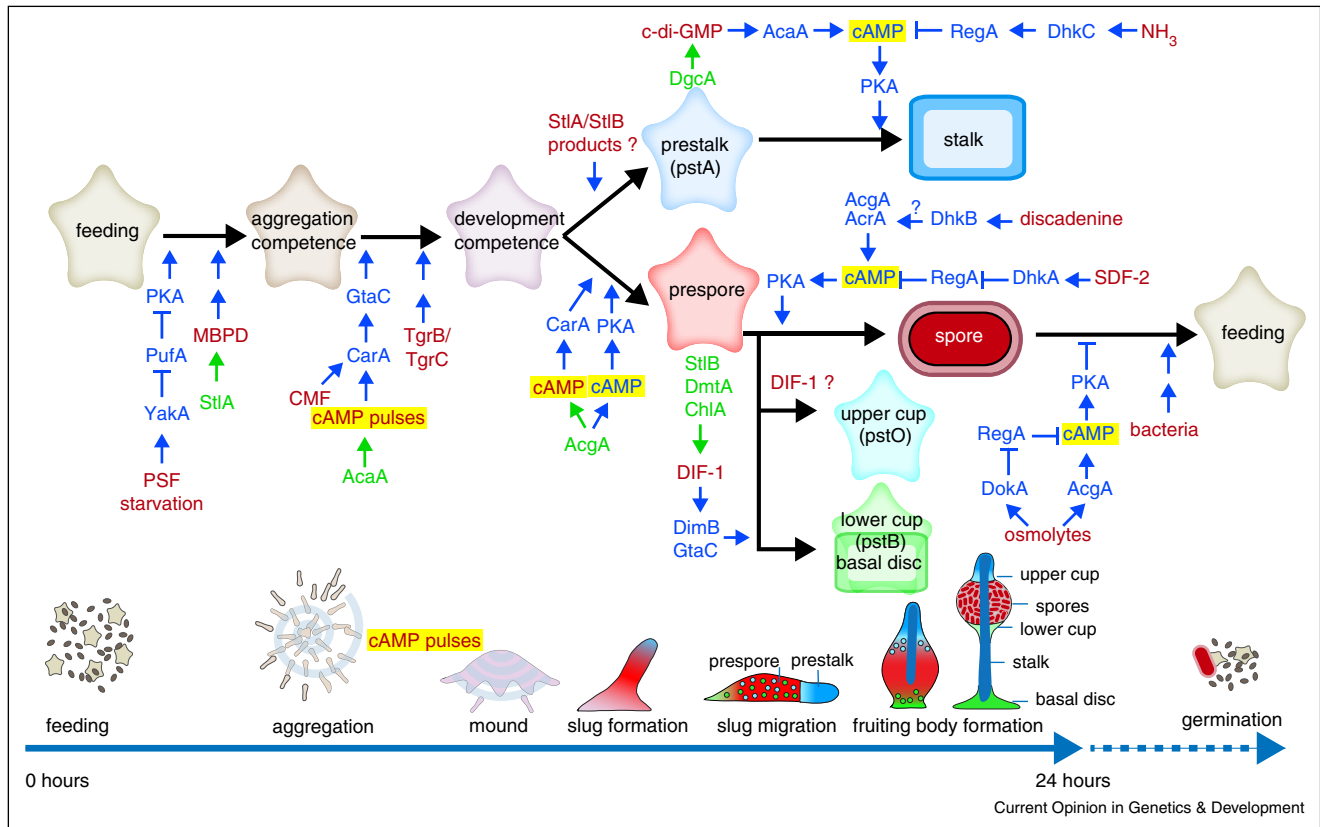 c-di-GMP AcaA cAMP RegA DhkC NH3
DgcA
PKA
StlA/StlB
products ?
prestalk
(pstA)
stalk
feeding
aggregation
competence
development
competence
AcgA
AcrA
?
DhkB
discadenine
PKA
cAMP
RegA
DhkA
SDF-2
prespore
spore
feeding
PKA
PufA
YakA
PSF
starvation
MBPD
StlA
GtaC
CarA
CMF
cAMP pulses
AcaA
TgrB/
TgrC
CarA
PKA
cAMP
cAMP
AcgA
StlB
DmtA
ChlA
DIF-1
DimB
GtaC
DIF-1 ?
upper cup
(pstO)
lower cup
(pstB)
basal disc
PKA
RegA
cAMP
bacteria
DokA
AcgA
osmolytes
cAMP pulses
prespore
prestalk
upper cup
spores
lower cup
stalk
basal disc
feeding
aggregation
mound
slug formation
slug migration
fruiting body formation
germination
0 hours
24 hours
Current Opinion in Genetics & Development